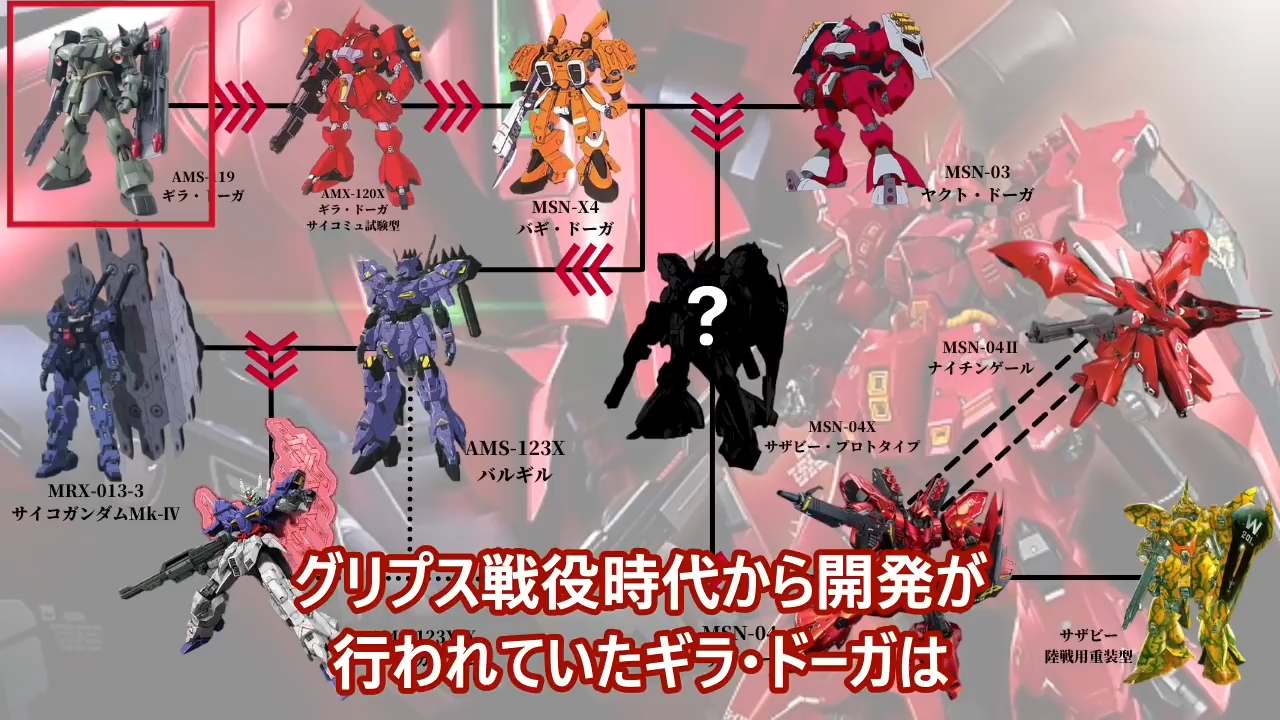 AMS-119
ギラ・ドーガ
AMX-120X
ギラ・ドーガ
サイコミュ試験型
MSN-X4
バギ・ドーガ
MSN-03
ヤクト・ドーガ
?
MSN-04II
ナイチンゲール
MSN-04X
サザビー・プロトタイプ
AMS-123X
バルギル
MRX-013-3
サイコガンダムMk-Ⅳ
W
201
MSN-04
サザビー
陸戦用重装型
グリプス戦役時代から開発が
行われていたギラ・ドーガは